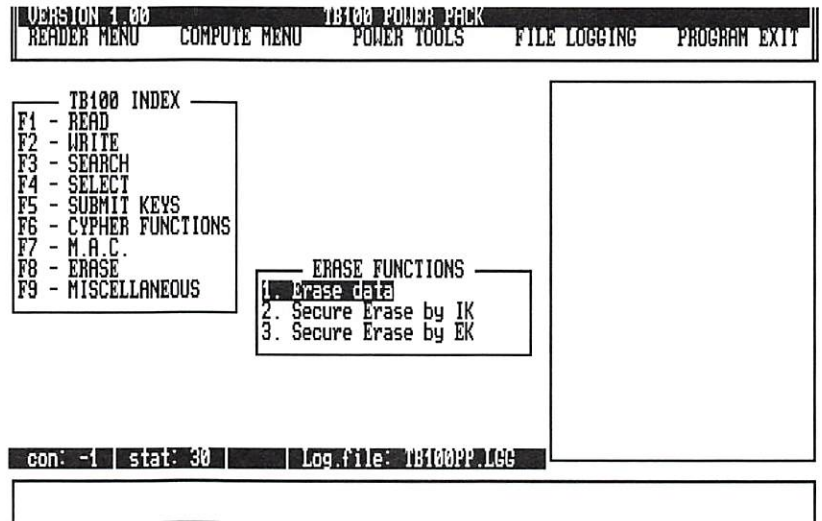 VERSION 1.00 TB100 POWER PACK
READER MENU COMPUTE MENU POWER TOOLS FILE LOGGING PROGRAM EXIT
TB100 INDEX
F1 - READ
F2 - WRITE
F3 - SEARCH
F4 - SELECT
F5 - SUBMIT KEYS
F6 - CYPHER FUNCTIONS
F7 - M.A.C.
F8 - ERASE
F9 - MISCELLANEOUS
ERASE FUNCTIONS
1. Erase data
2. Secure Erase by IK
3. Secure Erase by EK
con: -1 stat: 30 Log.file: TB100PP.LGG